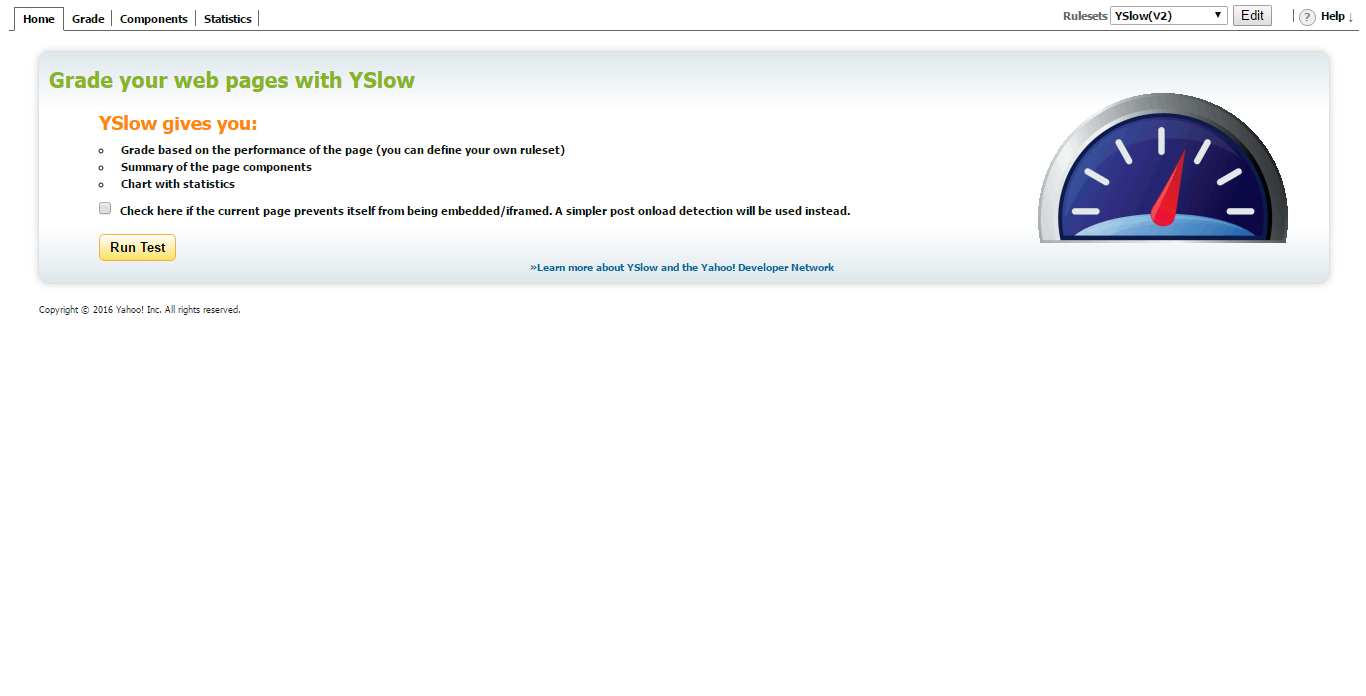 Home Grade Components Statistics Rulesets YSlow(V2) Edit ? Help ↓
Grade your web pages with YSlow
YSlow gives you:
Grade based on the performance of the page (you can define your own ruleset)
Summary of the page components
Chart with statistics
Check here if the current page prevents itself from being embedded/iframed. A simpler post onload detection will be used instead.
Run Test
»Learn more about YSlow and the Yahoo! Developer Network
Copyright © 2016 Yahoo! Inc. All rights reserved.